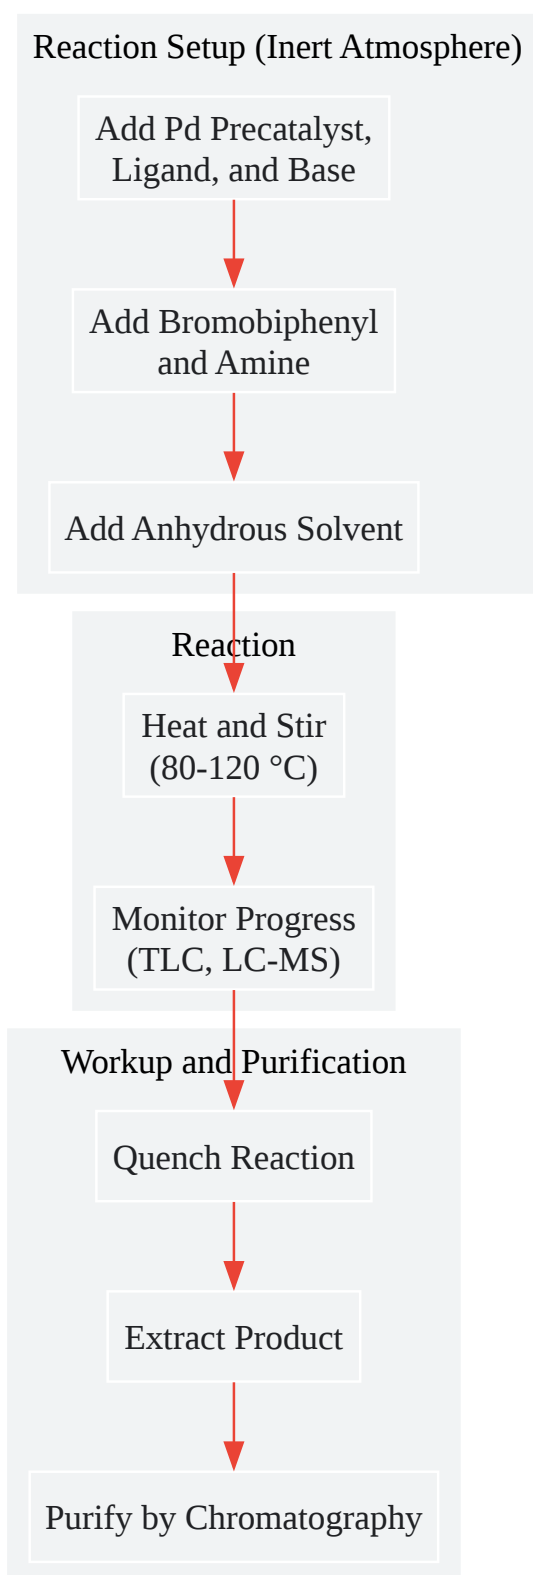 Reaction Setup (Inert Atmosphere)
Add Pd Precatalyst,
Ligand, and Base
Add Bromobiphenyl
and Amine
Add Anhydrous Solvent
Reaction
Heat and Stir
(80-120 °C)
Monitor Progress
(TLC, LC-MS)
Workup and Purification
Quench Reaction
Extract Product
Purify by Chromatography